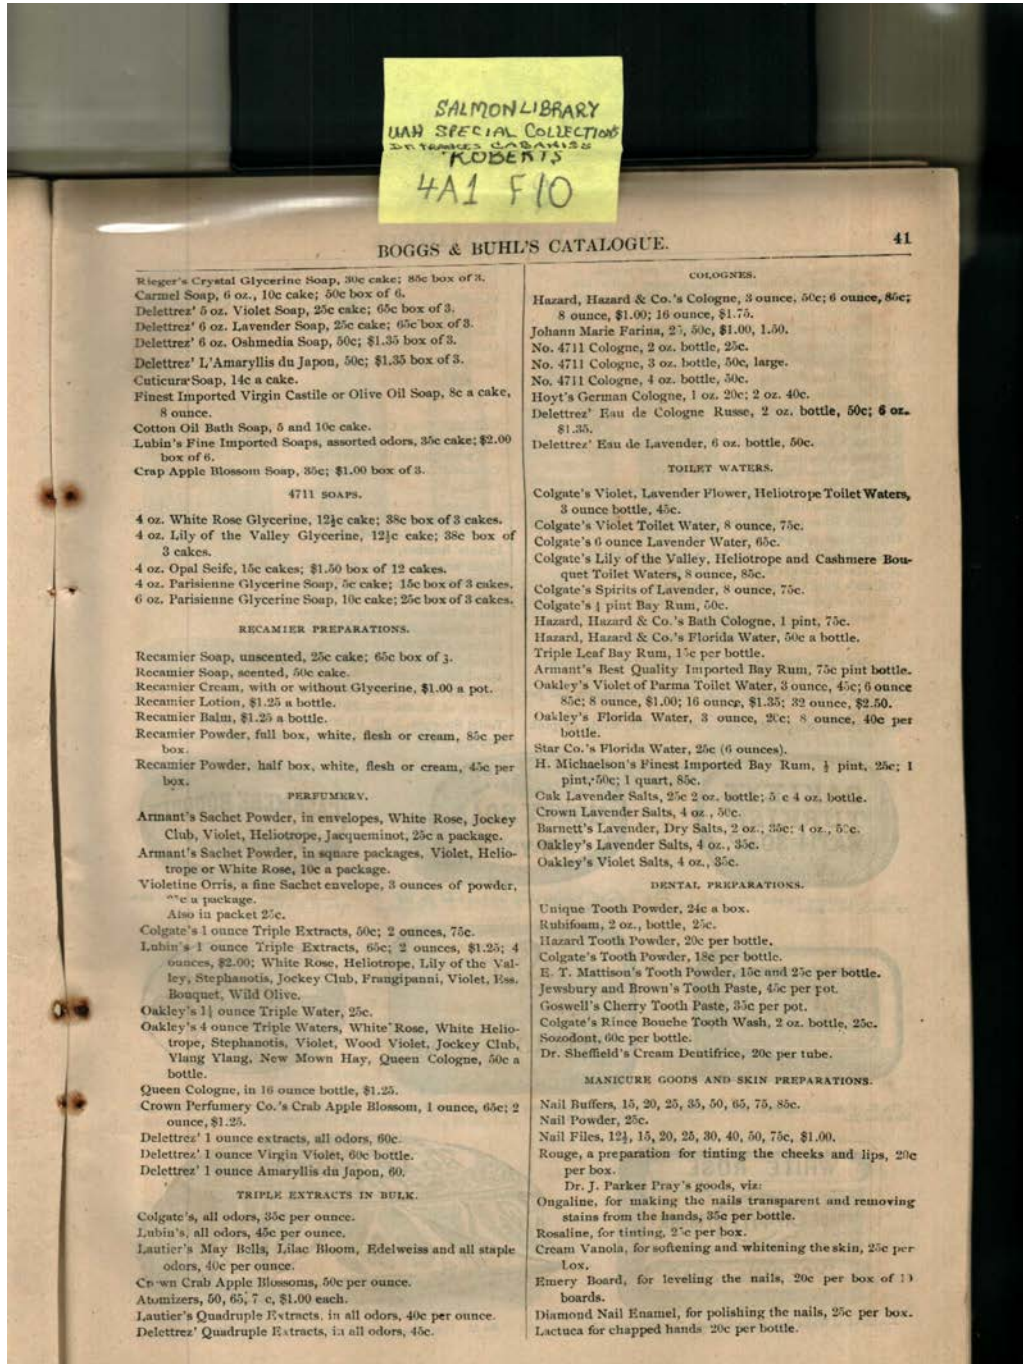 SALMON LIBRARY
UAH SPECIAL COLLECTIONS
Dr. FRANCES CABANISS
ROBERTS
4A1 F10
BOGGS & BUHL'S CATALOGUE.
41
Rieger's Crystal Glycerine Soap, 30c cake; 85c box of 3.
Carmel Soap, 6 oz., 10c cake; 50c box of 6.
Delettrez' 5 oz. Violet Soap, 25c cake; 65c box of 3.
Delettrez' 6 oz. Lavender Soap, 25c cake; 65c box of 3.
Delettrez' 6 oz. Oshmedia Soap, 50c; $1.35 box of 3.
Delettrez' L'Amaryllis du Japon, 50c; $1.35 box of 3.
Cuticura Soap, 14c a cake.
Finest Imported Virgin Castile or Olive Oil Soap, 8c a cake,
8 ounce.
Cotton Oil Bath Soap, 5 and 10c cake.
Lubin's Fine Imported Soaps, assorted odors, 35c cake; $2.00
box of 6.
Crap Apple Blossom Soap, 35c; $1.00 box of 3.
4711 SOAPS.
4 oz. White Rose Glycerine, 12½c cake; 38c box of 3 cakes.
4 oz. Lily of the Valley Glycerine, 12½c cake; 38c box of
3 cakes.
4 oz. Opal Seife, 15c cakes; $1.50 box of 12 cakes.
4 oz. Parisienne Glycerine Soap, 5c cake; 15c box of 3 cakes.
6 oz. Parisienne Glycerine Soap, 10c cake; 25c box of 3 cakes.
RECAMIER PREPARATIONS.
Recamier Soap, unscented, 25c cake; 65c box of 3.
Recamier Soap, scented, 50c cake.
Recamier Cream, with or without Glycerine, $1.00 a pot.
Recamier Lotion, $1.25 a bottle.
Recamier Balm, $1.25 a bottle.
Recamier Powder, full box, white, flesh or cream, 85c per
box.
Recamier Powder, half box, white, flesh or cream, 45c per
box.
PERFUMERY.
Armant's Sachet Powder, in envelopes, White Rose, Jockey
Club, Violet, Heliotrope, Jacqueminot, 25c a package.
Armant's Sachet Powder, in square packages, Violet, Helio-
trope or White Rose, 10c a package.
Violetine Orris, a fine Sachet envelope, 3 ounces of powder,
a package.
Also in packet 25c.
Colgate's 1 ounce Triple Extracts, 50c; 2 ounces, 75c.
Lubin's 1 ounce Triple Extracts, 65c; 2 ounces, $1.25; 4
ounces, $2.00; White Rose, Heliotrope, Lily of the Val-
ley, Stephanotis, Jockey Club, Frangipanni, Violet, Ess.
Bouquet, Wild Olive.
Oakley's 1½ ounce Triple Water, 25c.
Oakley's 4 ounce Triple Waters, White Rose, White Helio-
trope, Stephanotis, Violet, Wood Violet, Jockey Club,
Ylang Ylang, New Mown Hay, Queen Cologne, 50c a
bottle.
Queen Cologne, in 16 ounce bottle, $1.25.
Crown Perfumery Co.'s Crab Apple Blossom, 1 ounce, 65c; 2
ounce, $1.25.
Delettrez' 1 ounce extracts, all odors, 60c.
Delettrez' 1 ounce Virgin Violet, 60c bottle.
Delettrez' 1 ounce Amaryllis du Japon, 60.
TRIPLE EXTRACTS IN BULK.
Colgate's, all odors, 35c per ounce.
Lubin's, all odors, 45c per ounce.
Lautier's May Bells, Lilac Bloom, Edelweiss and all staple
odors, 40c per ounce.
Crown Crab Apple Blossoms, 50c per ounce.
Atomizers, 50, 65, $1.00 each.
Lautier's Quadruple Extracts, in all odors, 40c per ounce.
Delettrez' Quadruple Extracts, in all odors, 45c.
COLOGNES.
Hazard, Hazard & Co.'s Cologne, 3 ounce, 50c; 6 ounce, 85c;
8 ounce, $1.00; 16 ounce, $1.75.
Johann Marie Farina, 25, 50c, $1.00, 1.50.
No. 4711 Cologne, 2 oz. bottle, 25c.
No. 4711 Cologne, 3 oz. bottle, 50c, large.
No. 4711 Cologne, 4 oz. bottle, 50c.
Hoyt's German Cologne, 1 oz. 20c; 2 oz. 40c.
Delettrez' Eau de Cologne Russe, 2 oz. bottle, 50c; 6 oz.
$1.35.
Delettrez' Eau de Lavender, 6 oz. bottle, 50c.
TOILET WATERS.
Colgate's Violet, Lavender Flower, Heliotrope Toilet Waters,
3 ounce bottle, 45c.
Colgate's Violet Toilet Water, 8 ounce, 75c.
Colgate's 6 ounce Lavender Water, 65c.
Colgate's Lily of the Valley, Heliotrope and Cashmere Bou-
quet Toilet Waters, 8 ounce, 85c.
Colgate's Spirits of Lavender, 8 ounce, 75c.
Colgate's pint Bay Rum, 50c.
Hazard, Hazard & Co.'s Bath Cologne, 1 pint, 75c.
Hazard, Hazard & Co.'s Florida Water, 50c a bottle.
Triple Leaf Bay Rum, per bottle.
Armant's Best Quality Imported Bay Rum, 75c pint bottle.
Oakley's Violet of Parma Toilet Water, 3 ounce, 45c; 6 ounce
85c; 8 ounce, $1.00; 16 ounce, $1.35; 32 ounce, $2.50.
Oakley's Florida Water, 3 ounce, 20c; 8 ounce, 40c per
bottle.
Star Co.'s Florida Water, 25c (6 ounces).
H. Michaelson's Finest Imported Bay Rum, ½ pint, 25c; 1
pint, 50c; 1 quart, 85c.
Oak Lavender Salts, 25c 2 oz. bottle; 4 oz. bottle.
Crown Lavender Salts, 4 oz., 50c.
Barnett's Lavender, Dry Salts, 2 oz., 35c; 4 oz.,
Oakley's Lavender Salts, 4 oz., 35c.
Oakley's Violet Salts, 4 oz., 35c.
DENTAL PREPARATIONS.
Unique Tooth Powder, 24c a box.
Rubifoam, 2 oz., bottle, 25c.
Hazard Tooth Powder, 20c per bottle.
Colgate's Tooth Powder, 18c per bottle.
E. T. Mattison's Tooth Powder, 15c and 25c per bottle.
Jewsbury and Brown's Tooth Paste, 45c per pot.
Goswell's Cherry Tooth Paste, 35c per pot.
Colgate's Rince Bouche Tooth Wash, 2 oz. bottle, 25c.
Sozodont, 60c per bottle.
Dr. Sheffield's Cream Dentifrice, 20c per tube.
MANICURE GOODS AND SKIN PREPARATIONS.
Nail Buffers, 15, 20, 25, 35, 50, 65, 75, 85c.
Nail Powder, 25c.
Nail Files, 12½, 15, 20, 25, 30, 40, 50, 75c, $1.00.
Rouge, a preparation for tinting the cheeks and lips, 20c
per box.
Dr. J. Parker Pray's goods, viz:
Ongaline, for making the nails transparent and removing
stains from the hands, 35c per bottle.
Rosaline, for tinting, 25c per box.
Cream Vanola, for softening and whitening the skin, 25c per
box.
Emery Board, for leveling the nails, 20c per box of
boards.
Diamond Nail Enamel, for polishing the nails, 25c per box.
Lactuca for chapped hands 20c per bottle.